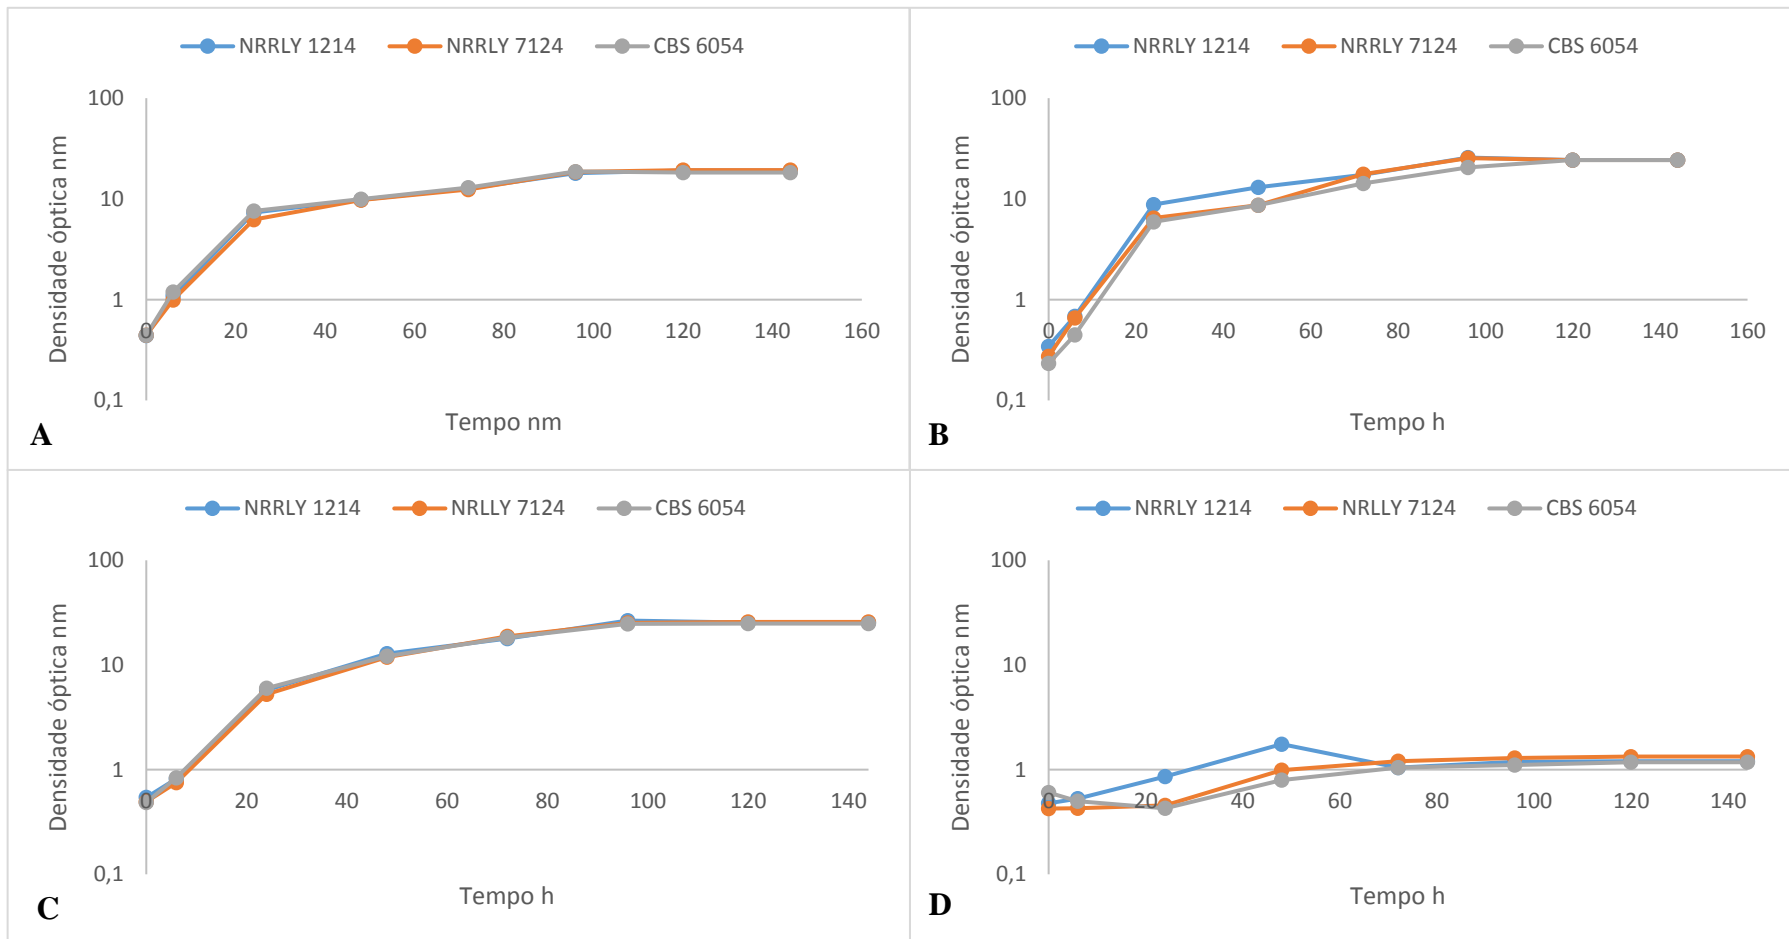 NRRLY 1214 NRRLY 7124 CBS 6054
100
10
1
0,1
Densidade óptica nm
0 20 40 60 80 100 120 140 160
Tempo nm
A
NRRLY 1214 NRRLY 7124 CBS 6054
100
10
1
0,1
Densidade ópitca nm
0 20 40 60 80 100 120 140 160
Tempo h
B
NRRLY 1214 NRLLY 7124 CBS 6054
100
10
1
0,1
Densidade óptica nm
0 20 40 60 80 100 120 140
Tempo h
C
NRRLY 1214 NRLLY 7124 CBS 6054
100
10
1
0,1
Densidade óptica nm
0 20 40 60 80 100 120 140
Tempo h
D